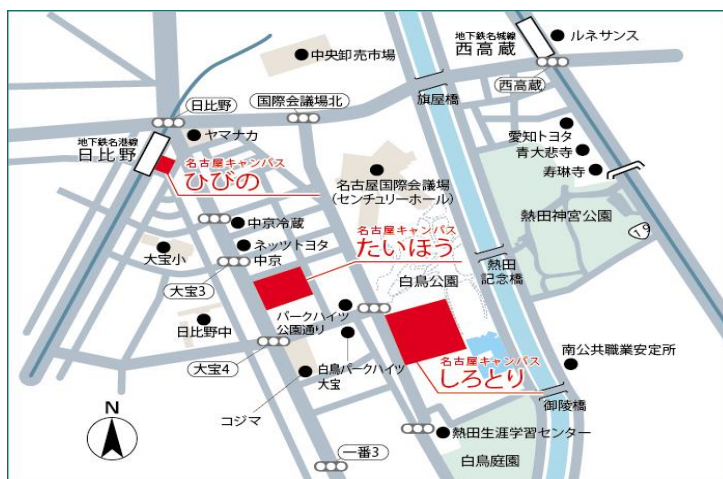 地下鉄名城線
西高蔵
ルネサンス
中央卸売市場
西高蔵
旗屋橋
日比野
国際会議場北
地下鉄名港線
日比野
ヤマナカ
愛知トヨタ
青大悲寺
寿琳寺
名古屋キャンパス
ひびの
名古屋国際会議場
(センチュリーホール)
熱田神宮公園
中京冷蔵
名古屋キャンパス
たいほう
19
大宝小
ネッツトヨタ
中京
大宝3
白鳥公園
熱田
記念橋
日比野中
パークハイツ
公園通り
大宝4
白鳥パークハイツ
大宝
名古屋キャンパス
しろとり
南公共職業安定所
コジマ
御陵橋
N
一番3
熱田生涯学習センター
白鳥庭園